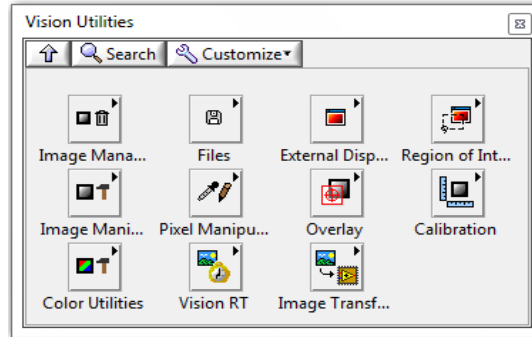 Vision Utilities
Search Customize
Image Mana... Files External Disp... Region of Int...
Image Mani... Pixel Manipu... Overlay Calibration
Color Utilities Vision RT Image Transf...